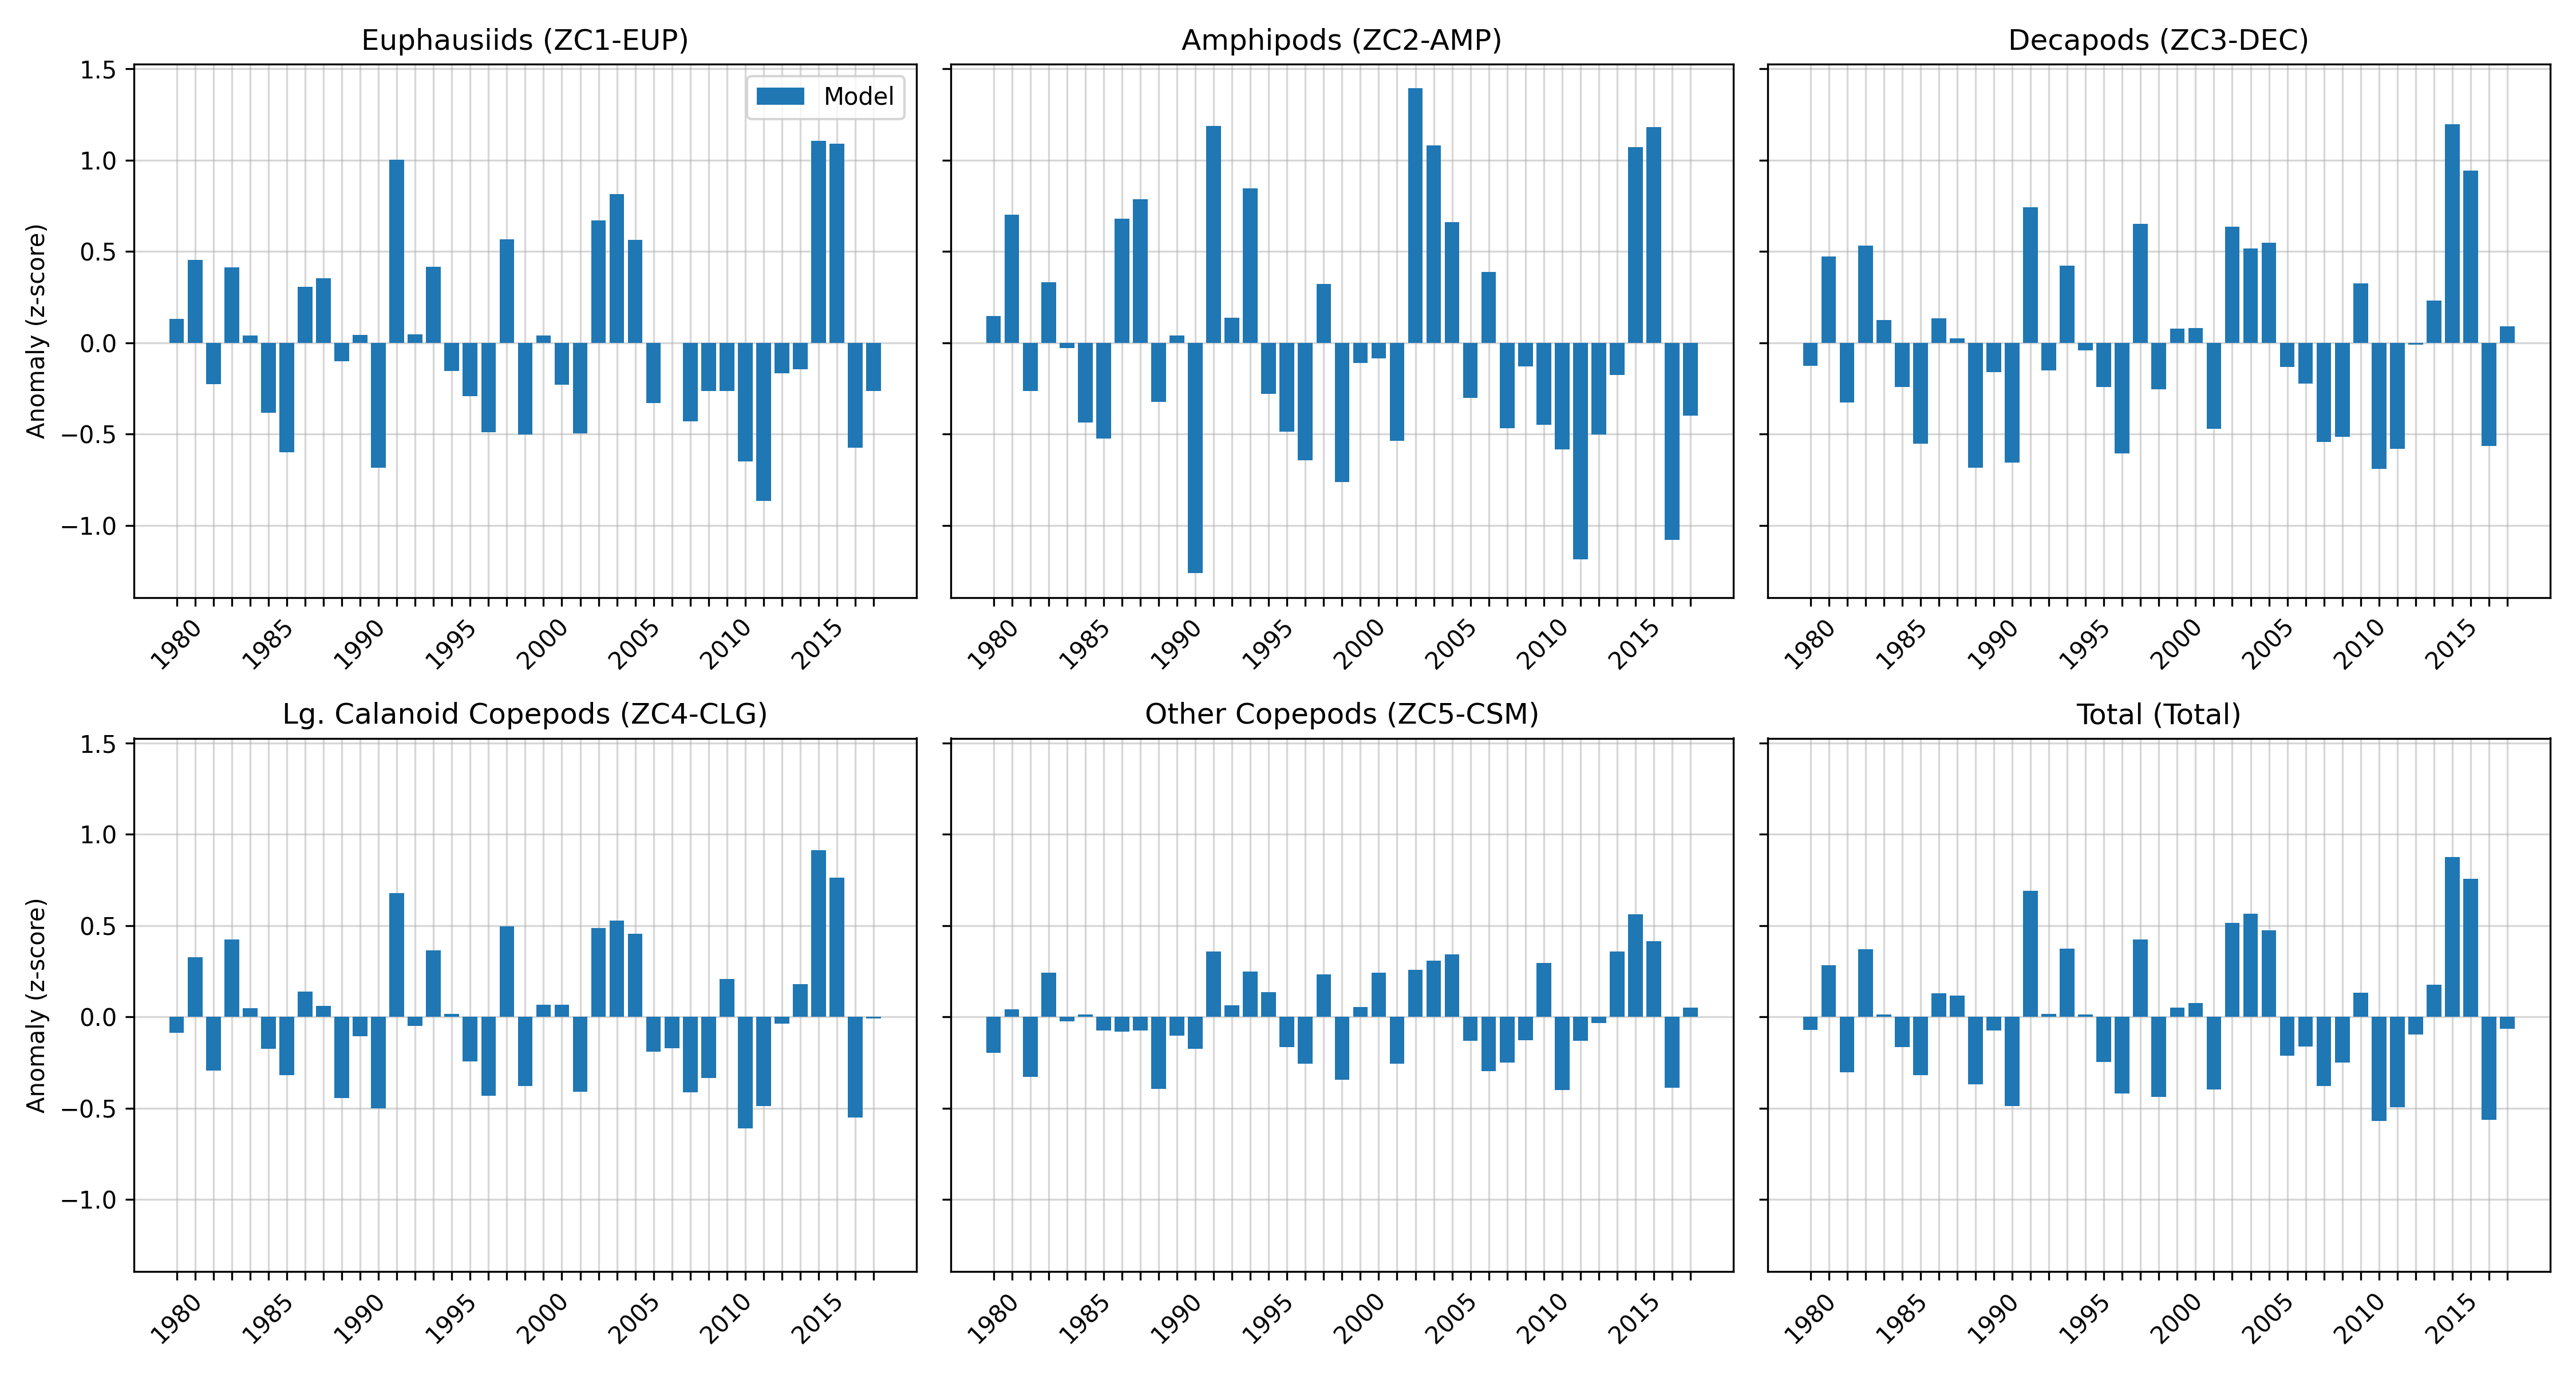 Euphausiids (ZC1-EUP)
Amphipods (ZC2-AMP)
Decapods (ZC3-DEC)
Model
Anomaly (z-score)
1.5
1.0
0.5
0.0
−0.5
−1.0
1980 1985 1990 1995 2000 2005 2010 2015
1980 1985 1990 1995 2000 2005 2010 2015
1980 1985 1990 1995 2000 2005 2010 2015
Lg. Calanoid Copepods (ZC4-CLG)
Other Copepods (ZC5-CSM)
Total (Total)
Anomaly (z-score)
1.5
1.0
0.5
0.0
−0.5
−1.0
1980 1985 1990 1995 2000 2005 2010 2015
1980 1985 1990 1995 2000 2005 2010 2015
1980 1985 1990 1995 2000 2005 2010 2015